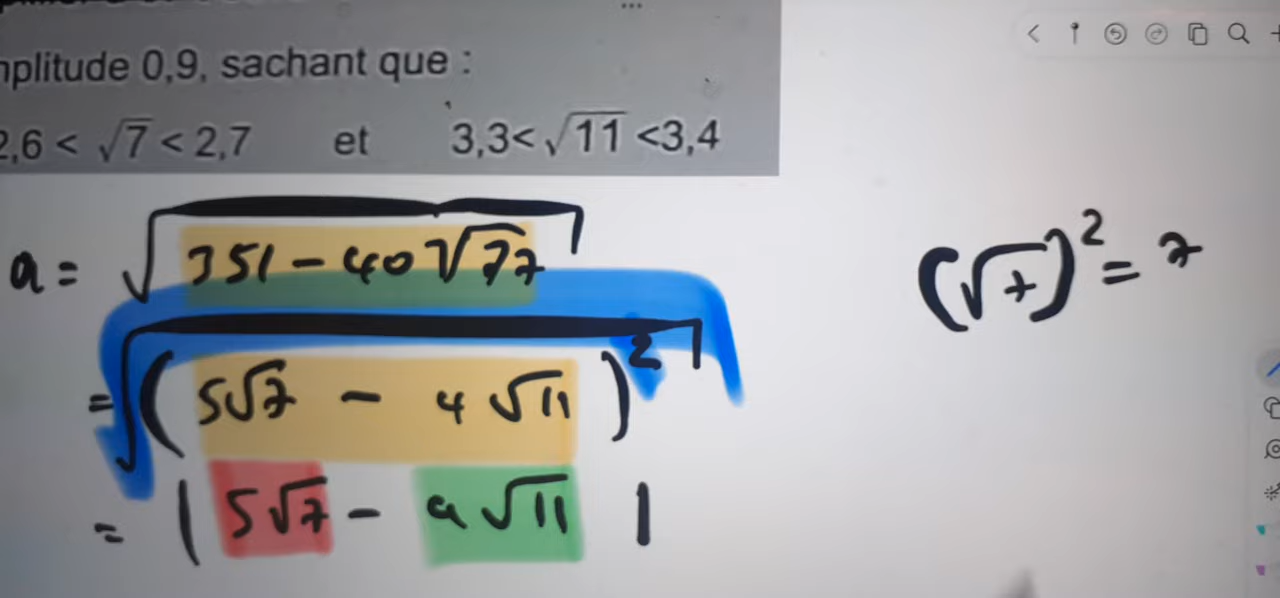 mplitude 0,9, sachant que :
2,6 < √7 < 2,7 et 3,3< √11 <3,4
a = √(351 - 40√77)
= √((5√7 - 4√11)²)
= |5√7 - 4√11|
(√7)² = 7